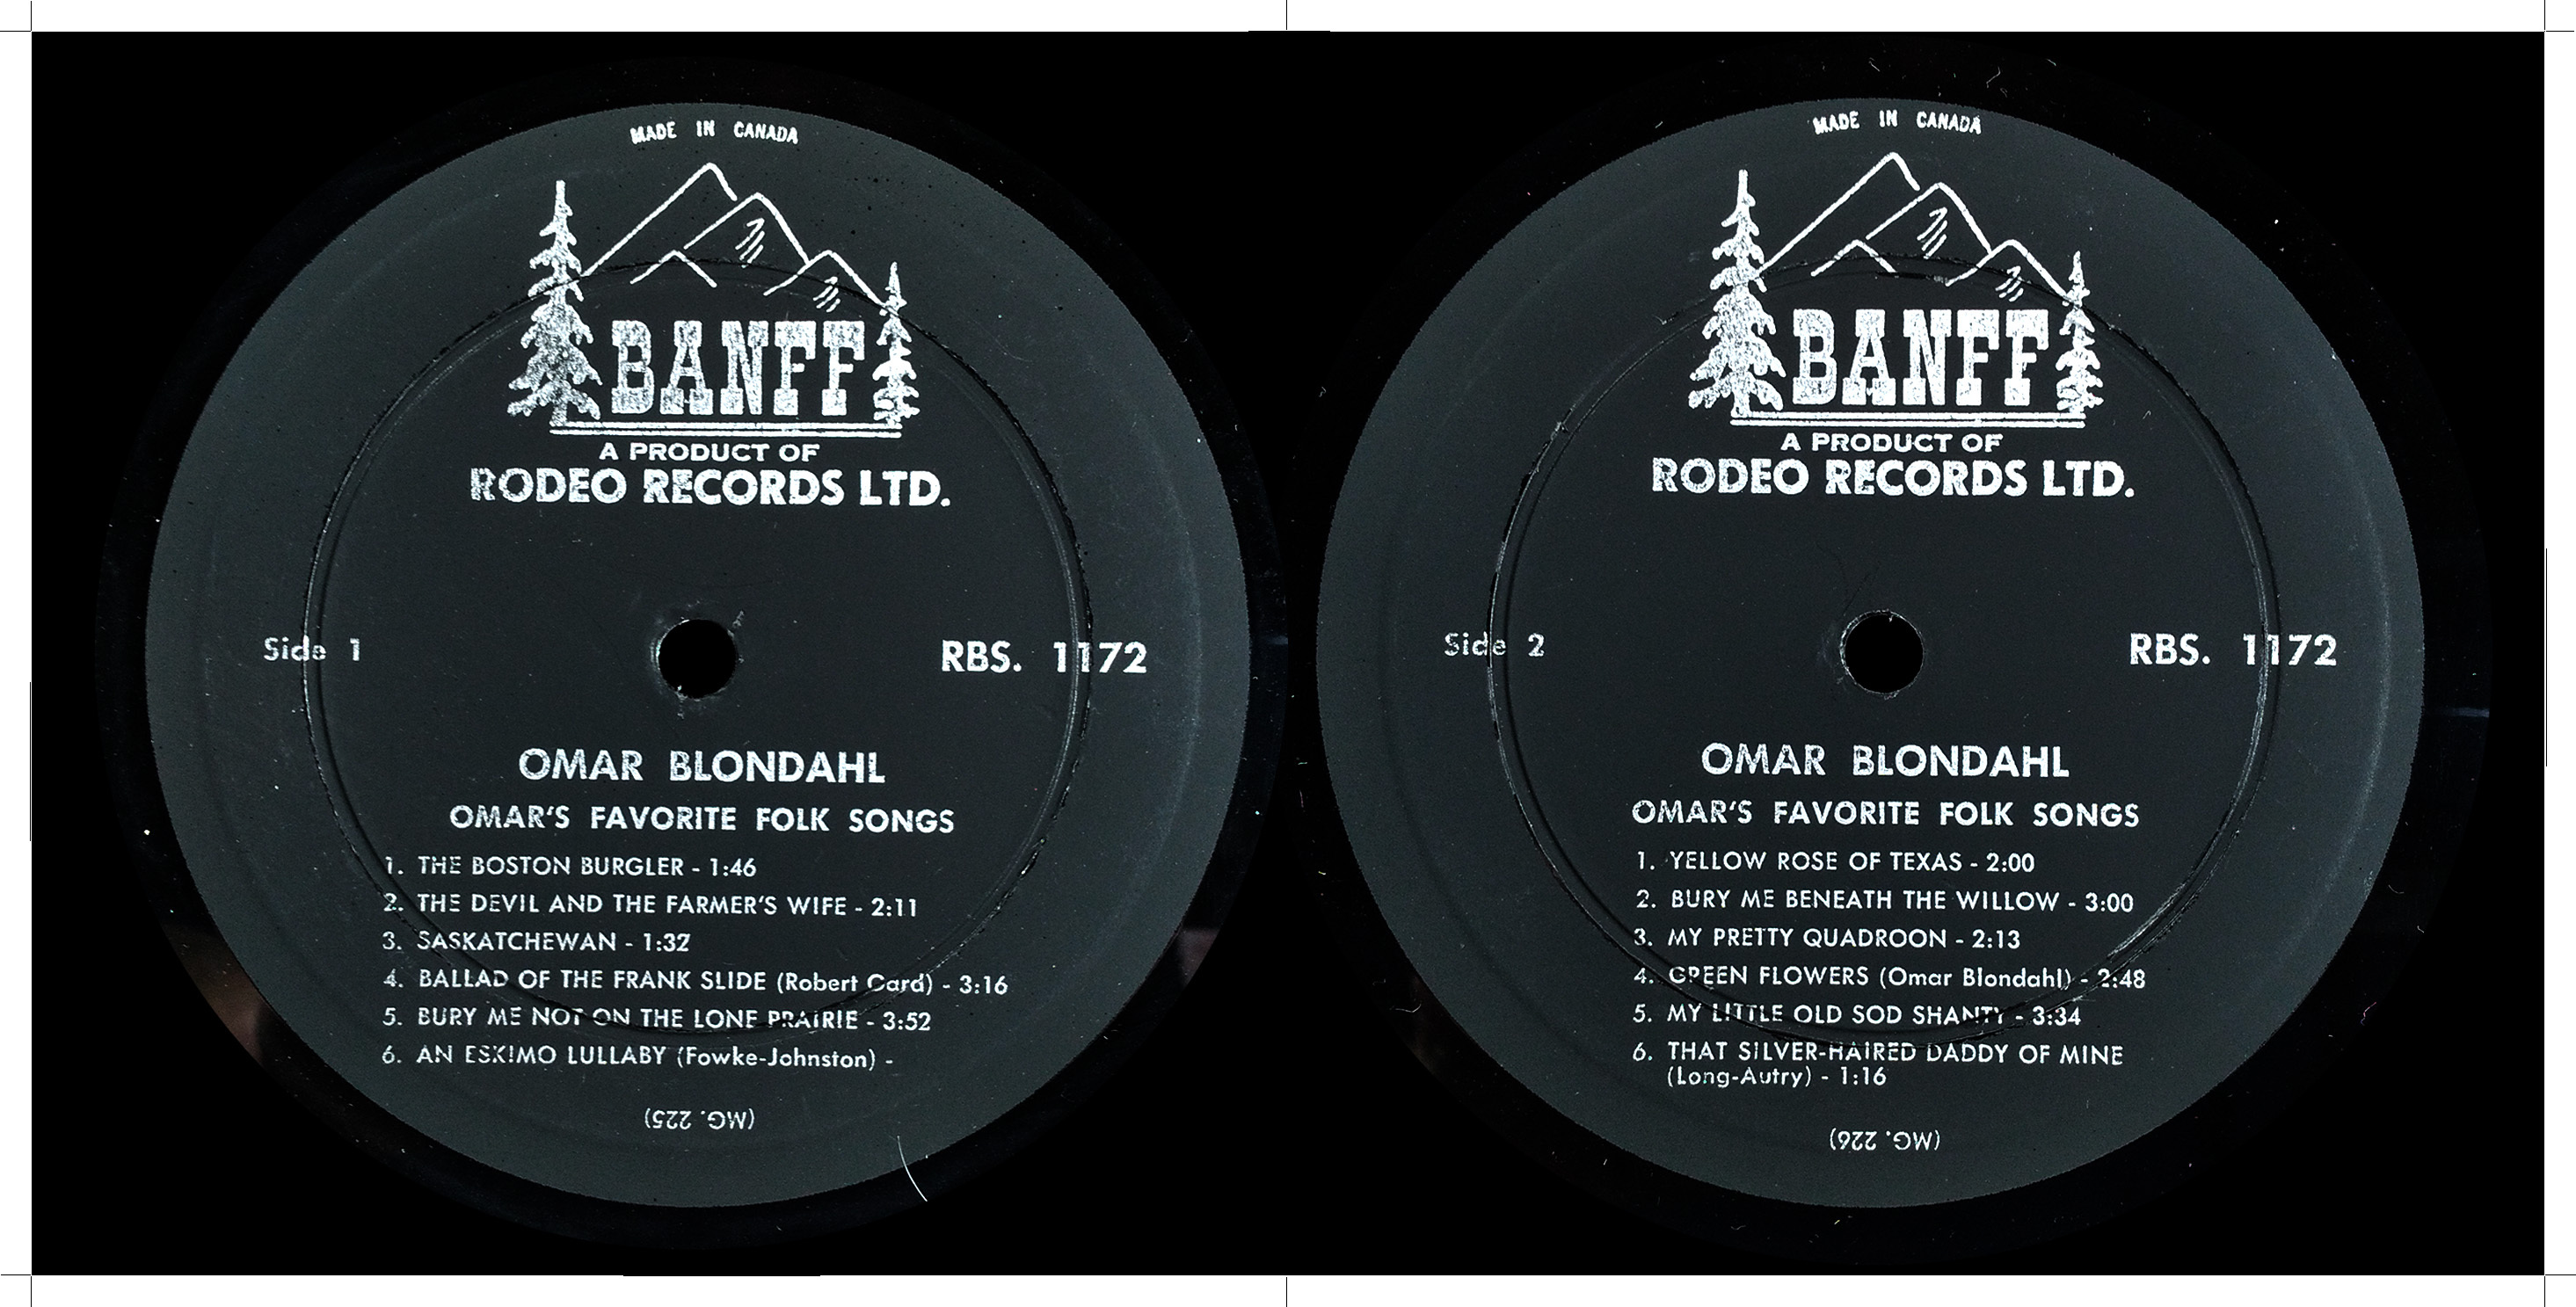 MADE IN CANADA
BANFF
A PRODUCT OF
RODEO RECORDS LTD.
Side 1
RBS. 1172
OMAR BLONDAHL
OMAR'S FAVORITE FOLK SONGS
1. THE BOSTON BURGLER - 1:46
2. THE DEVIL AND THE FARMER'S WIFE - 2:11
3. SASKATCHEWAN - 1:32
4. BALLAD OF THE FRANK SLIDE (Robert Gard) - 3:16
5. BURY ME NOT ON THE LONE PRAIRIE - 3:52
6. AN ESKIMO LULLABY (Fowke-Johnston) -
(MG. 225)
MADE IN CANADA
BANFF
A PRODUCT OF
RODEO RECORDS LTD.
Side 2
RBS. 1172
OMAR BLONDAHL
OMAR'S FAVORITE FOLK SONGS
1. YELLOW ROSE OF TEXAS - 2:00
2. BURY ME BENEATH THE WILLOW - 3:00
3. MY PRETTY QUADROON - 2:13
4. GREEN FLOWERS (Omar Blondahl) - 2:48
5. MY LITTLE OLD SOD SHANTY - 3:34
6. THAT SILVER-HAIRED DADDY OF MINE
(Long-Autry) - 1:16
(MG. 226)